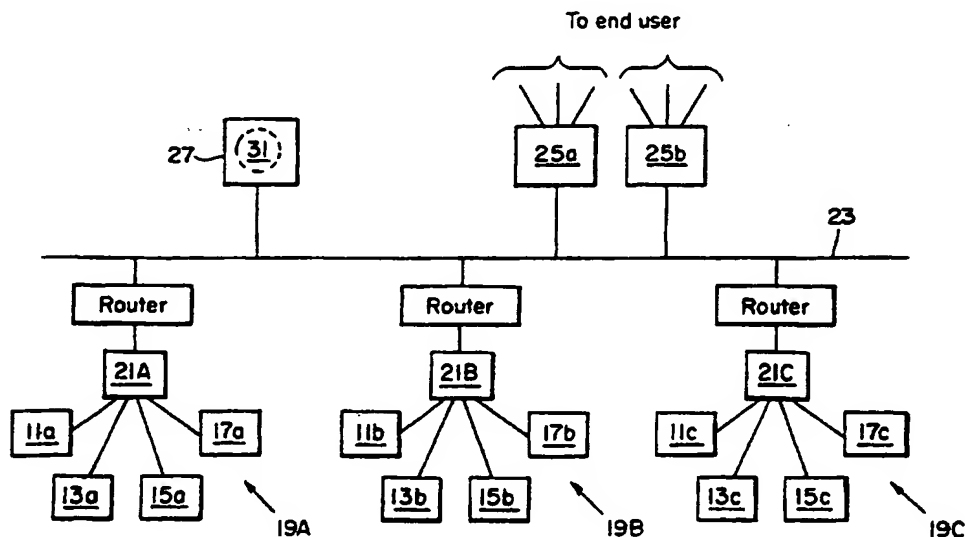 To end user
27
31
25a
25b
23
Router
Router
Router
21A
21B
21C
11a
17a
11b
17b
11c
17c
13a
15a
13b
15b
13c
15c
19A
19B
19C